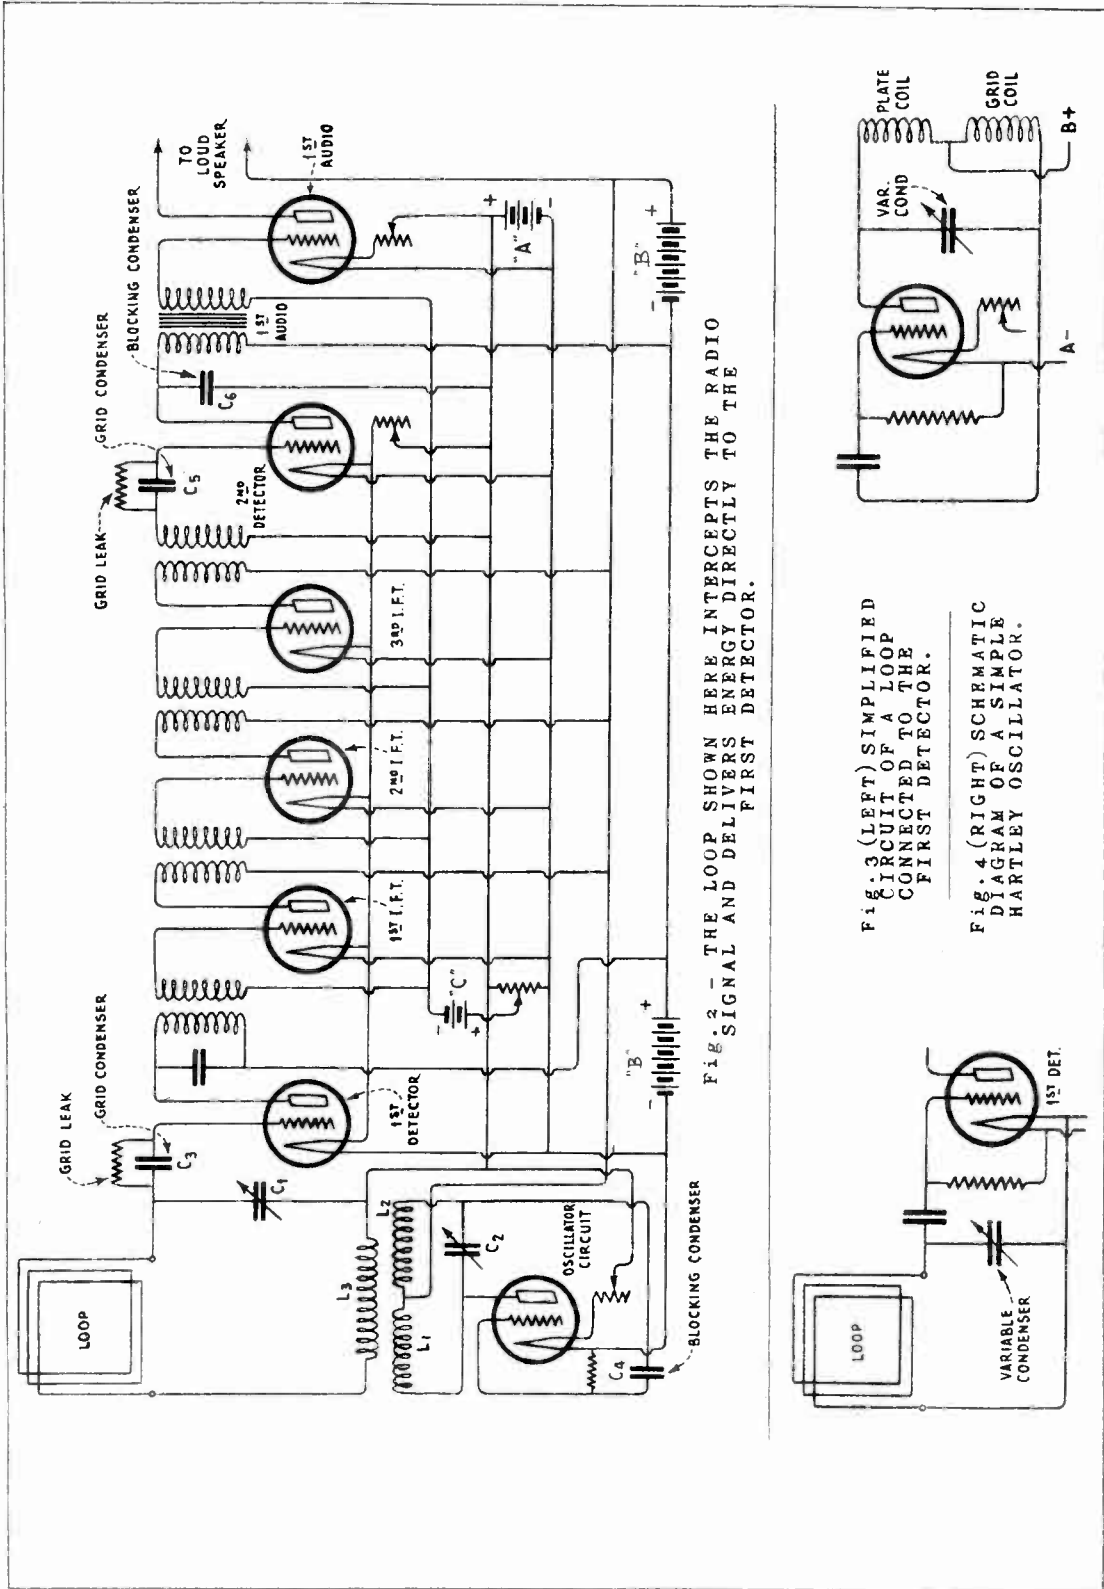 LOOP
GRID LEAK
GRID CONDENSER
C3
C1
L3
L2
L1
C2
OSCILLATOR
CIRCUIT
C4
BLOCKING CONDENSER
1ST
DETECTOR
1ST I.F.T.
2ND I.F.T.
3RD I.F.T.
"C"
-
+
GRID LEAK
GRID CONDENSER
C5
2ND
DETECTOR
BLOCKING CONDENSER
C6
1ST
AUDIO
TO
LOUD
SPEAKER
1ST
AUDIO
+
"A"
-
-
"B"
+
-
"B"
+
Fig. 2 – THE LOOP SHOWN HERE INTERCEPTS THE RADIO
SIGNAL AND DELIVERS ENERGY DIRECTLY TO THE
FIRST DETECTOR.
LOOP
VARIABLE
CONDENSER
1ST DET.
Fig. 3 (LEFT) SIMPLIFIED
CIRCUIT OF A LOOP
CONNECTED TO THE
FIRST DETECTOR.
Fig. 4 (RIGHT) SCHEMATIC
DIAGRAM OF A SIMPLE
HARTLEY OSCILLATOR.
VAR.
COND
PLATE
COIL
GRID
COIL
A-
B+